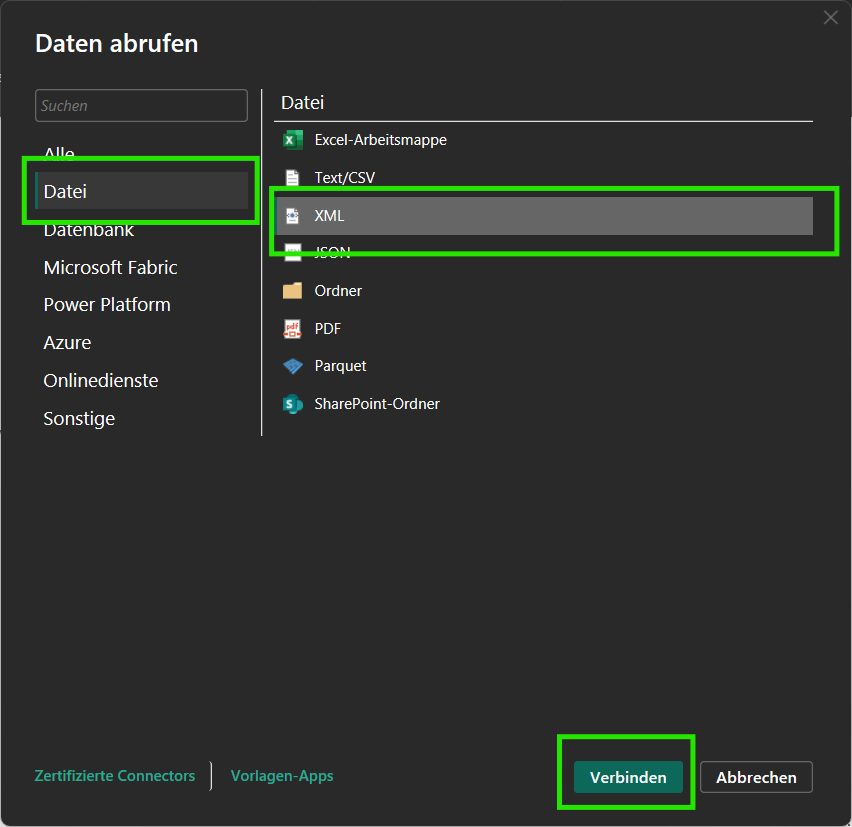 Daten abrufen
Suchen
Alle
Datei
Datenbank
Microsoft Fabric
Power Platform
Azure
Onlinedienste
Sonstige
Datei
Excel-Arbeitsmappe
Text/CSV
XML
JSON
Ordner
PDF
Parquet
SharePoint-Ordner
Zertifizierte Connectors
Vorlagen-Apps
Verbinden
Abbrechen